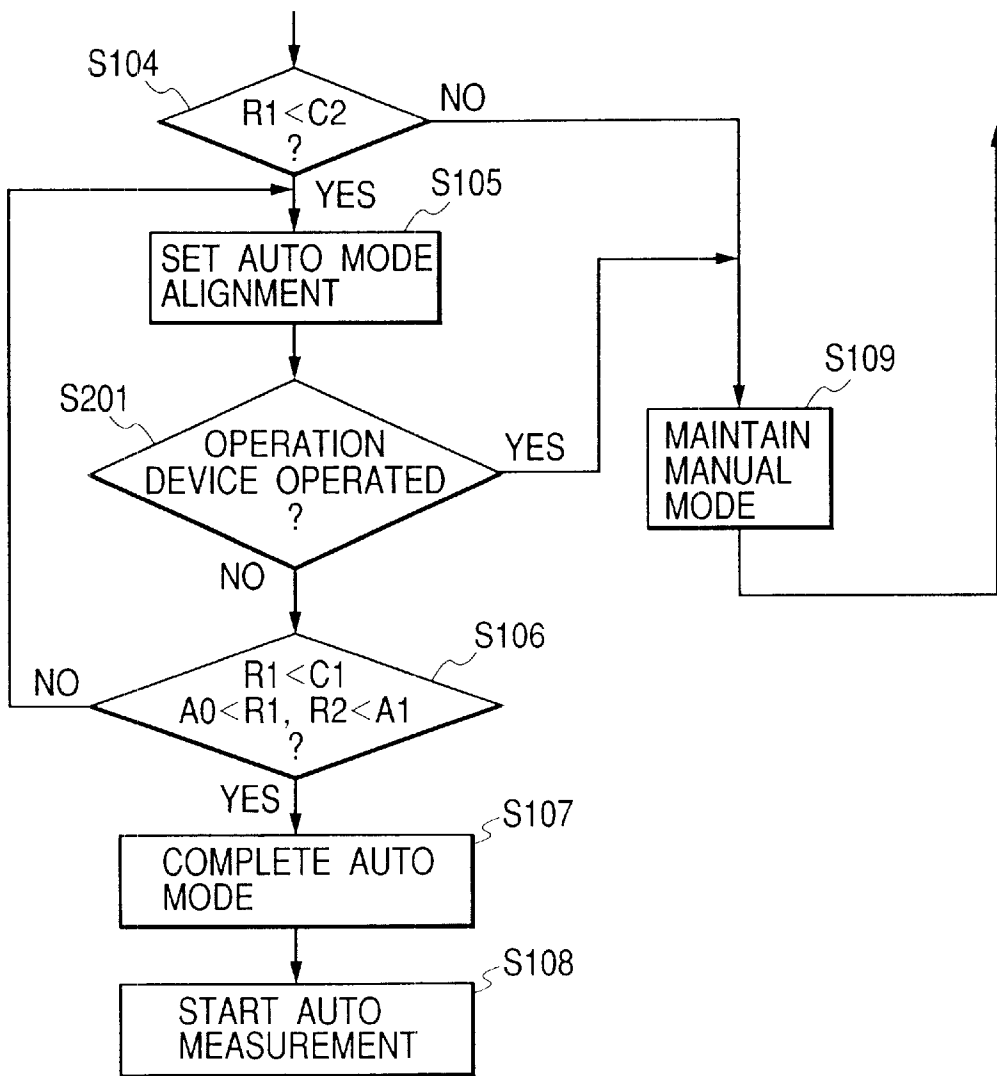 S104
R1<C2
?
NO
YES
S105
SET AUTO MODE
ALIGNMENT
S201
OPERATION
DEVICE OPERATED
?
YES
NO
S109
MAINTAIN
MANUAL
MODE
S106
R1<C1
A0<R1, R2<A1
?
NO
YES
S107
COMPLETE AUTO
MODE
S108
START AUTO
MEASUREMENT